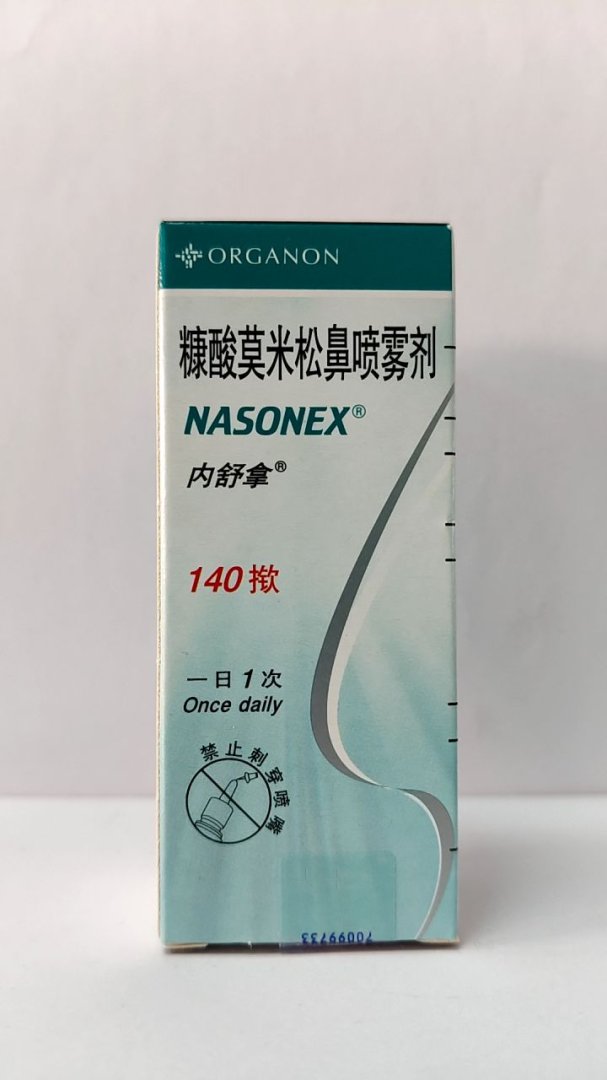 ORGANON
糠酸莫米松鼻喷雾剂
NASONEX®
内舒拿®
140揿
一日1次
Once daily
禁止刺穿喷嘴
70099733